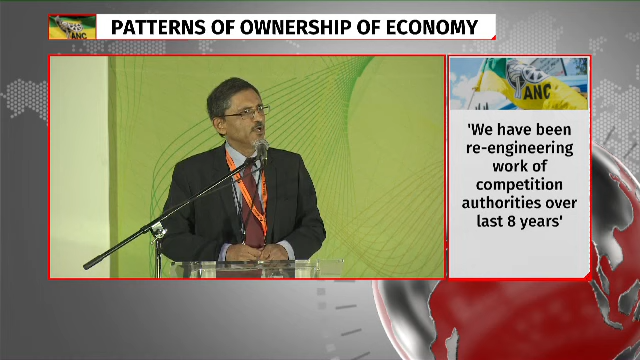 ANC
PATTERNS OF OWNERSHIP OF ECONOMY
ANC
'We have been
re-engineering
work of
competition
authorities over
last 8 years'